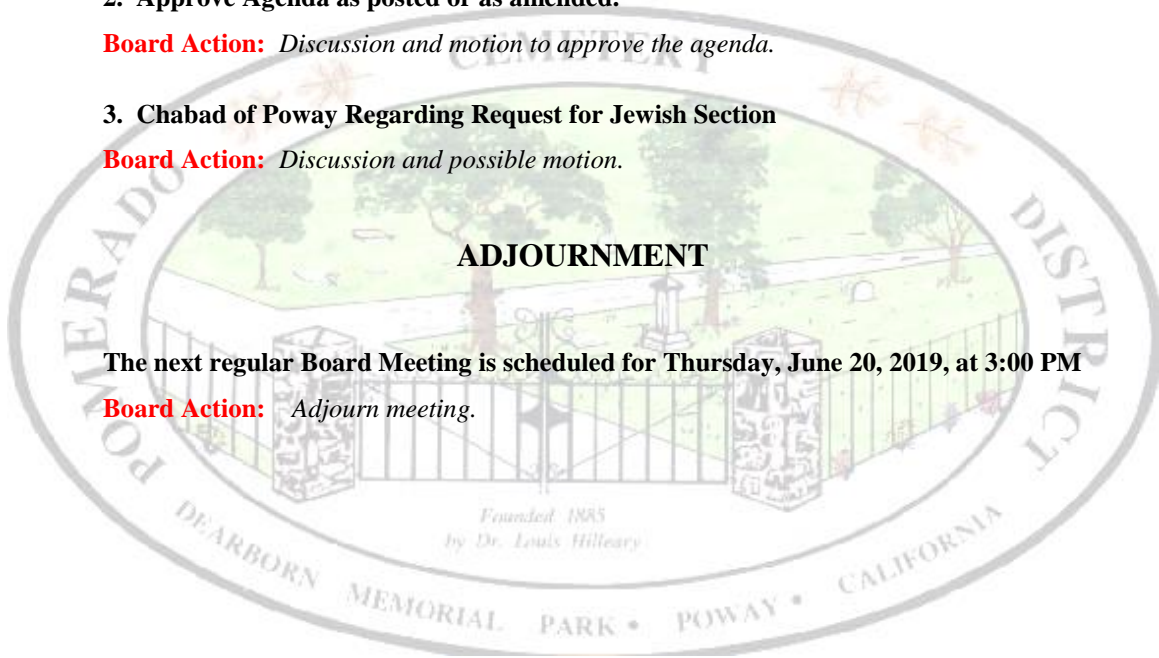 2. Approve Agenda as posted or as amended.
Board Action: Discussion and motion to approve the agenda.
3. Chabad of Poway Regarding Request for Jewish Section
Board Action: Discussion and possible motion.
ADJOURNMENT
The next regular Board Meeting is scheduled for Thursday, June 20, 2019, at 3:00 PM
Board Action: Adjourn meeting.
POMERADO CEMETERY DISTRICT
Founded 1885
by Dr. Louis Hilleary
DEARBORN MEMORIAL PARK • POWAY • CALIFORNIA